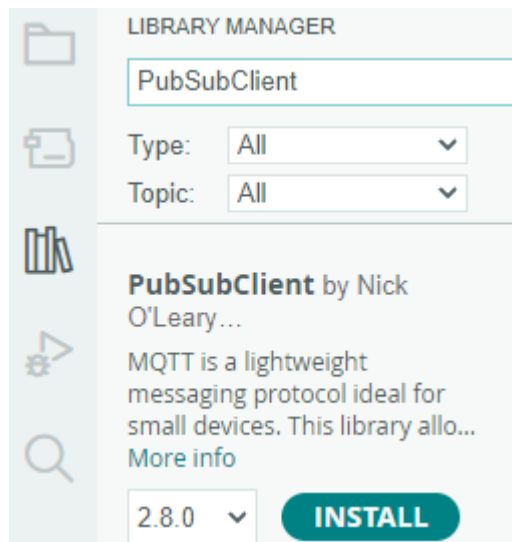 LIBRARY MANAGER
PubSubClient
Type: All
Topic: All
PubSubClient by Nick
O'Leary...
MQTT is a lightweight
messaging protocol ideal for
small devices. This library allo...
More info
2.8.0 INSTALL